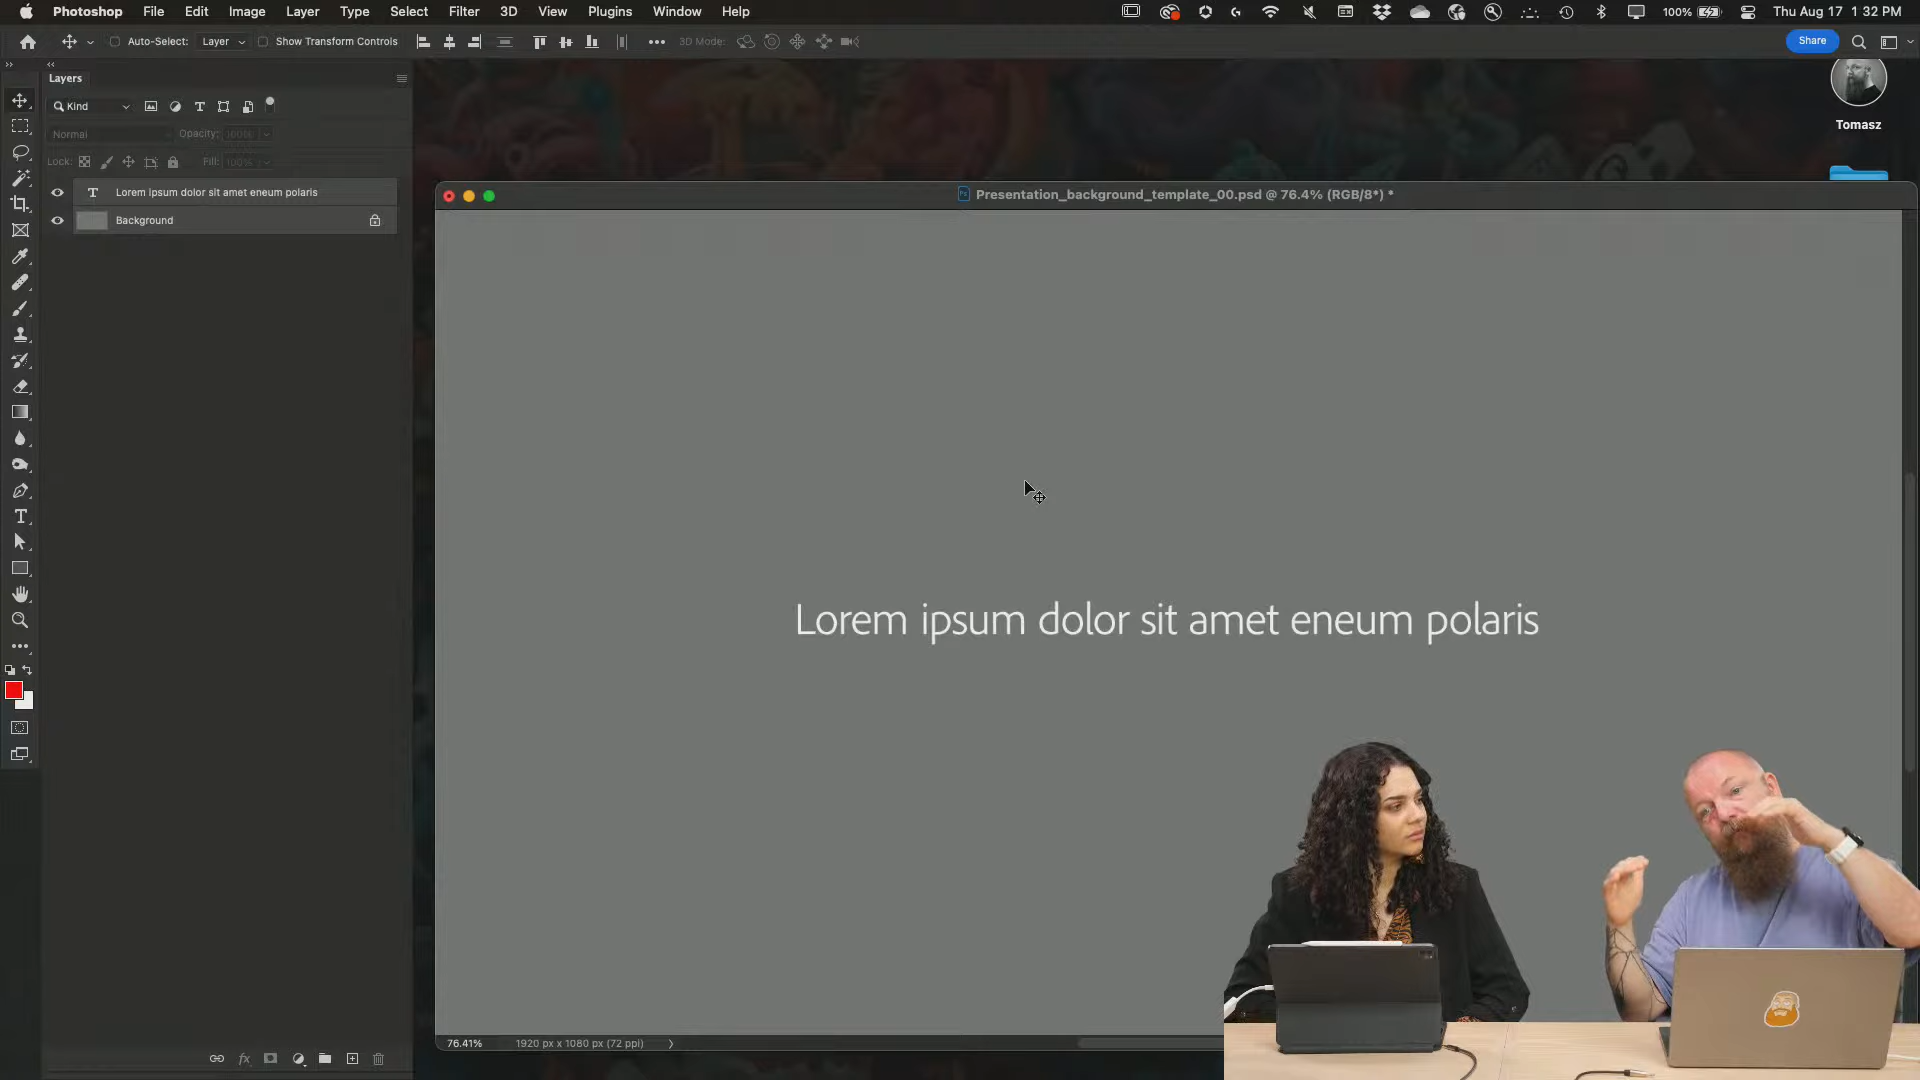 Photoshop File Edit Image Layer Type Select Filter 3D View Plugins Window Help 100% Thu Aug 17 1:32 PM
Auto-Select: Layer Show Transform Controls 3D Mode: Share
Layers
Kind
Normal Opacity: 100%
Lock: Fill: 100%
Lorem ipsum dolor sit amet eneum polaris
Background
Tomasz
Presentation_background_template_00.psd @ 76.4% (RGB/8*) *
Lorem ipsum dolor sit amet eneum polaris
76.41% 1920 px x 1080 px (72 ppi)